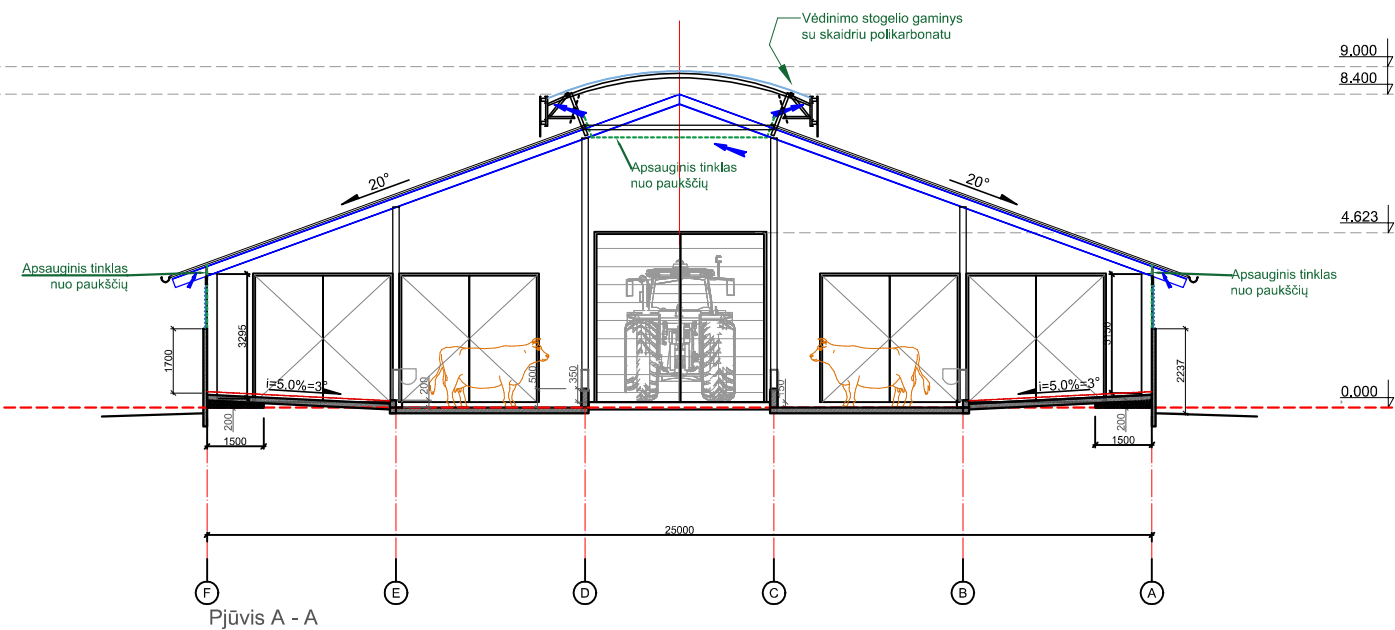 Vėdinimo stogelio gaminys
su skaidriu polikarbonatu
9.000
8.400
Apsauginis tinklas
nuo paukščių
20°
20°
4.623
Apsauginis tinklas
nuo paukščių
Apsauginis tinklas
nuo paukščių
3295
1700
2237
i=5.0%=3°
200
500
350
i=5.0%=3°
0.000
200
1500
200
1500
25000
F
E
D
C
B
A
Pjūvis A - A